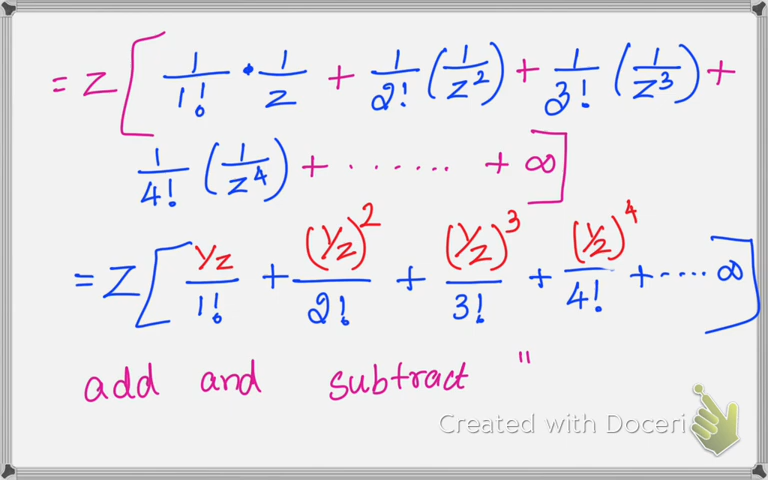 = z [ 1/1! · 1/z + 1/2! (1/z²) + 1/3! (1/z³) +
1/4! (1/z⁴) + ....... + ∞ ]
= z [ 1/z / 1! + (1/z)² / 2! + (1/z)³ / 3! + (1/z)⁴ / 4! + ..... ∞ ]
add and subtract "
Created with Doceri